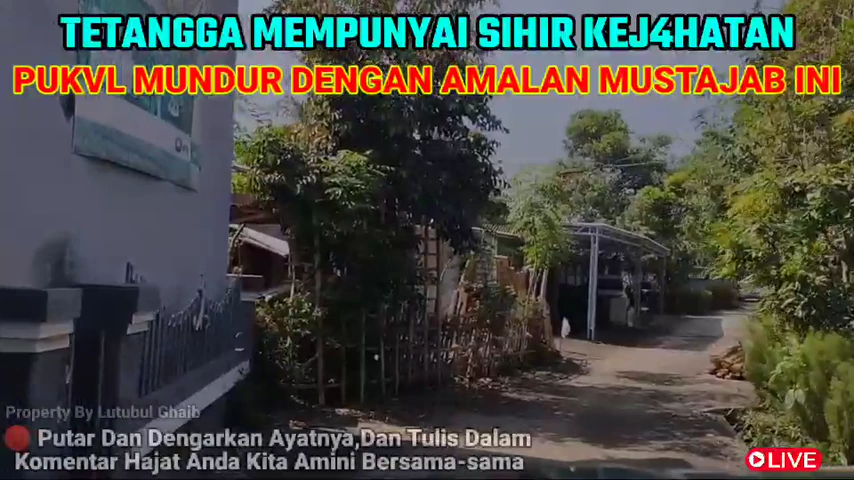 TETANGGA MEMPUNYAI SIHIR KEJ4HATAN
PUKVL MUNDUR DENGAN AMALAN MUSTAJAB INI
Property By Lutubul Ghaib
Putar Dan Dengarkan Ayatnya,Dan Tulis Dalam
Komentar Hajat Anda Kita Amini Bersama-sama
LIVE